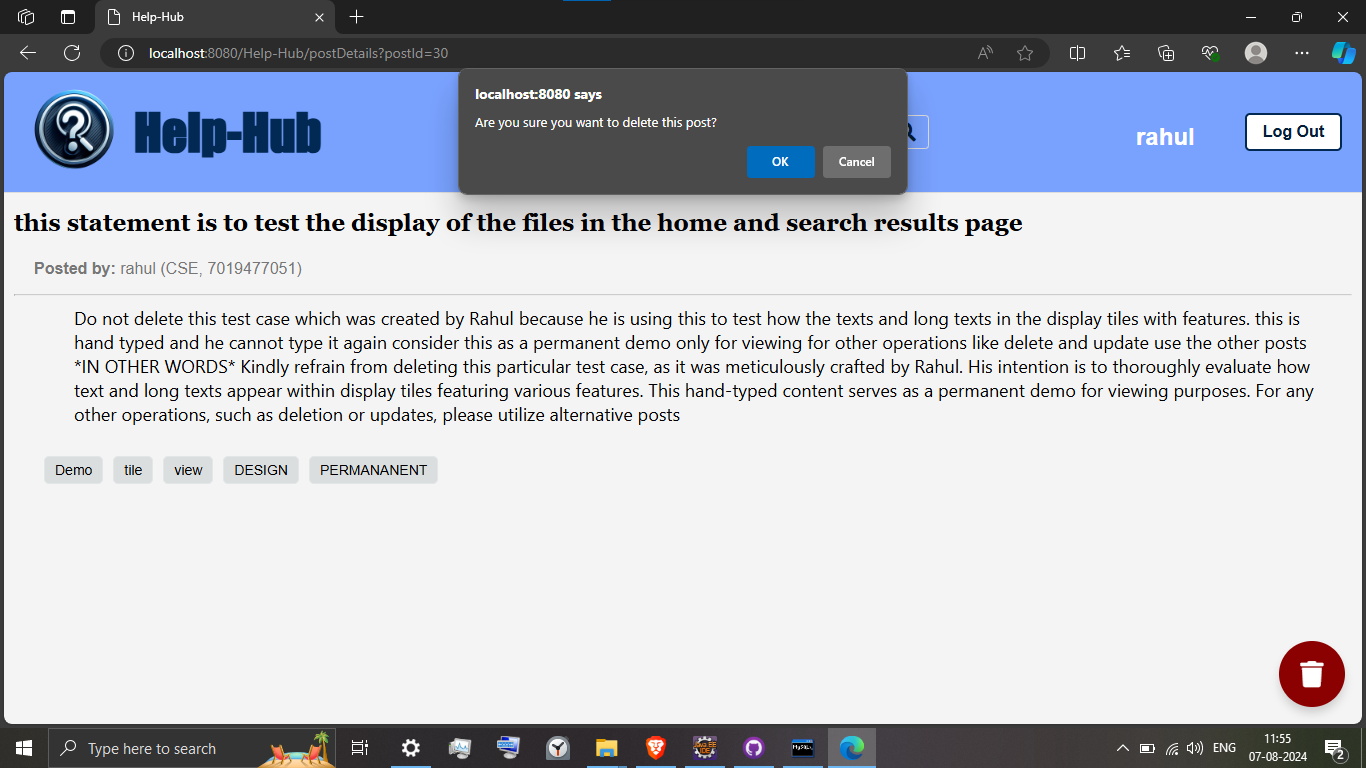 Help-Hub
localhost:8080/Help-Hub/postDetails?postId=30
localhost:8080 says
Are you sure you want to delete this post?
OK
Cancel
Help-Hub
rahul
Log Out
this statement is to test the display of the files in the home and search results page
Posted by: rahul (CSE, 7019477051)
Do not delete this test case which was created by Rahul because he is using this to test how the texts and long texts in the display tiles with features. this is
hand typed and he cannot type it again consider this as a permanent demo only for viewing for other operations like delete and update use the other posts
*IN OTHER WORDS* Kindly refrain from deleting this particular test case, as it was meticulously crafted by Rahul. His intention is to thoroughly evaluate how
text and long texts appear within display tiles featuring various features. This hand-typed content serves as a permanent demo for viewing purposes. For any
other operations, such as deletion or updates, please utilize alternative posts
Demo tile view DESIGN PERMANANENT
Type here to search
ENG
11:55
07-08-2024
2